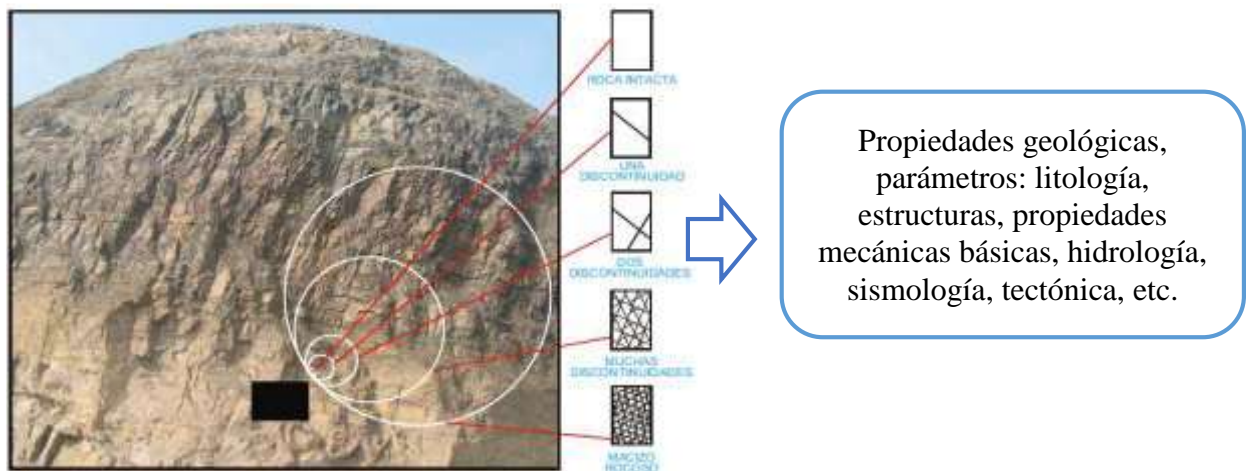 ROCA INTACTA
UNA
DISCONTINUIDAD
DOS
DISCONTINUIDADES
MUCHAS
DISCONTINUIDADES
MACIZO
ROCOSO
Propiedades geológicas,
parámetros: litología,
estructuras, propiedades
mecánicas básicas, hidrología,
sismología, tectónica, etc.